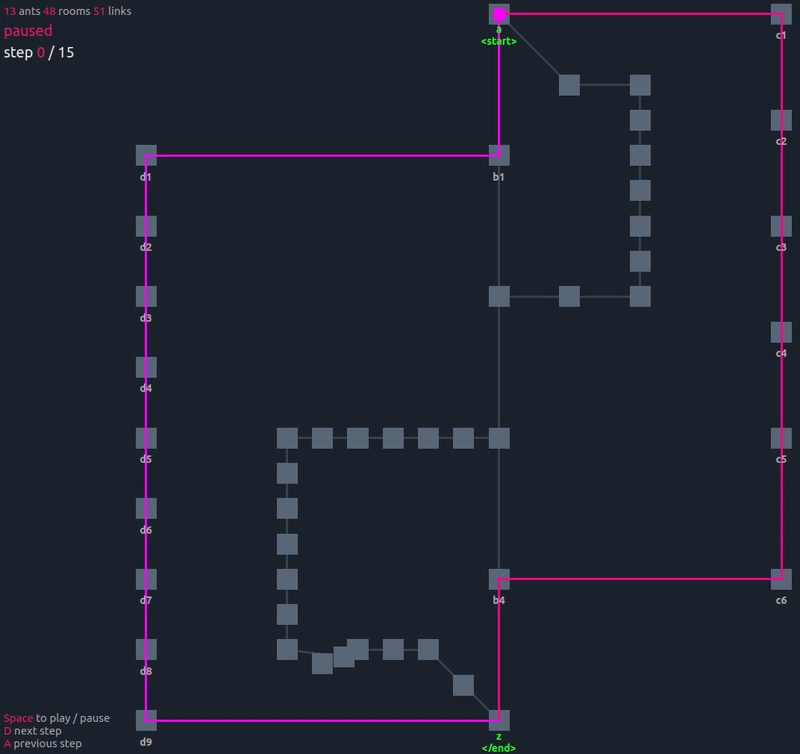 13 ants 48 rooms 51 links
paused
step 0 / 15
a
<start>
c1
c2
d1
b1
d2
c3
d3
c4
d4
d5
c5
d6
d7
b4
c6
d8
Space to play / pause
D next step
A previous step
d9
z
</end>